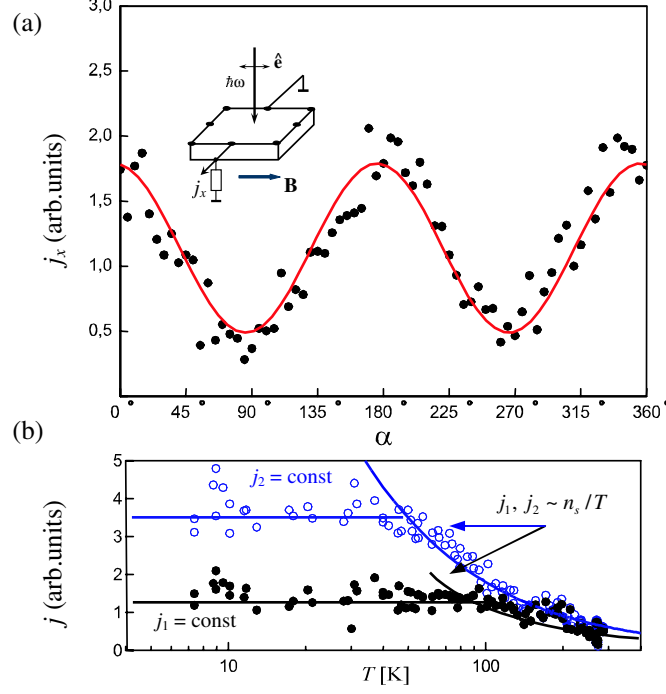 (a)
3,0
2,5
2,0
1,5
1,0
0,5
j_x (arb.units)
ê
ħω
j_x
B
0° 45° 90° 135° 180° 225° 270° 315° 360°
α
(b)
5
4
3
2
1
0
j (arb.units)
j_2 = const
j_1, j_2 ~ n_s / T
j_1 = const
10 100
T [K]